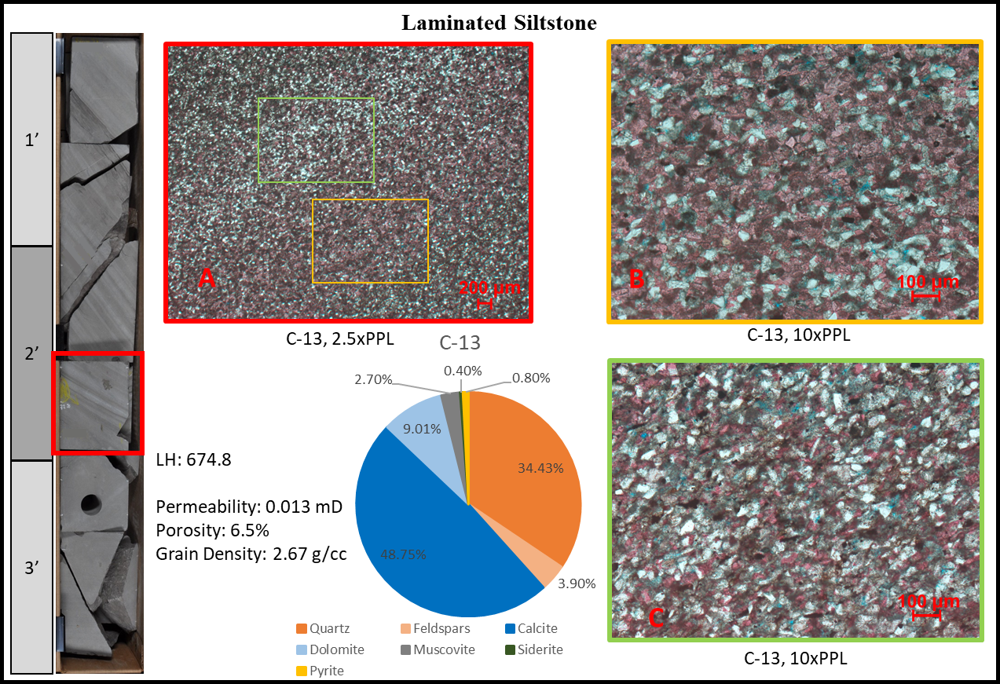 Laminated Siltstone
1’
2’
3’
A
200 µm
C-13, 2.5xPPL
B
100 µm
C-13, 10xPPL
C
100 µm
C-13, 10xPPL
LH: 674.8
Permeability: 0.013 mD
Porosity: 6.5%
Grain Density: 2.67 g/cc
C-13
2.70%
0.40%
0.80%
9.01%
34.43%
48.75%
3.90%
Quartz
Feldspars
Calcite
Dolomite
Muscovite
Siderite
Pyrite